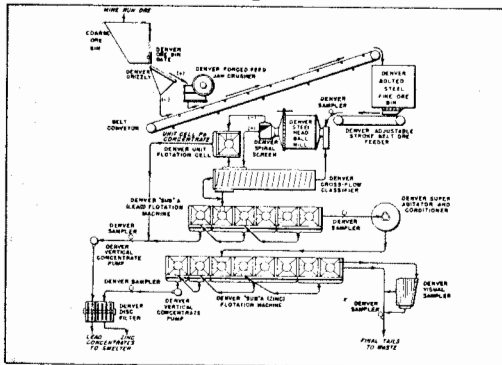 MINE RUN ORE
COARSE
ORE
BIN
DENVER
ORE BIN
GATE
DENVER
GRIZZLY
(+)
(-)
DENVER FORGED FEED
JAW CRUSHER
BELT
CONVEYOR
DENVER
BOLTED
STEEL
FINE ORE
BIN
DENVER
SAMPLER
DENVER ADJUSTABLE
STROKE BELT ORE
FEEDER
DENVER
STEEL
HEAD
BALL
MILL
DENVER
SPIRAL
SCREEN
UNIT CELL Pb
CONCENTRATE
DENVER UNIT
FLOTATION CELL
DENVER
CROSS-FLOW
CLASSIFIER
DENVER "SUB" A
(LEAD) FLOTATION
MACHINE
DENVER SUPER
AGITATOR AND
CONDITIONER
DENVER
SAMPLER
DENVER
SAMPLER
DENVER
VERTICAL
CONCENTRATE
PUMP
DENVER SAMPLER
DENVER
DISC
FILTER
DENVER
VERTICAL
CONCENTRATE
PUMP
DENVER "SUB"A (ZINC)
FLOTATION MACHINE
DENVER
SAMPLER
DENVER
VISUAL
SAMPLER
LEAD ZINC
CONCENTRATES
TO SMELTER
FINAL TAILS
TO WASTE